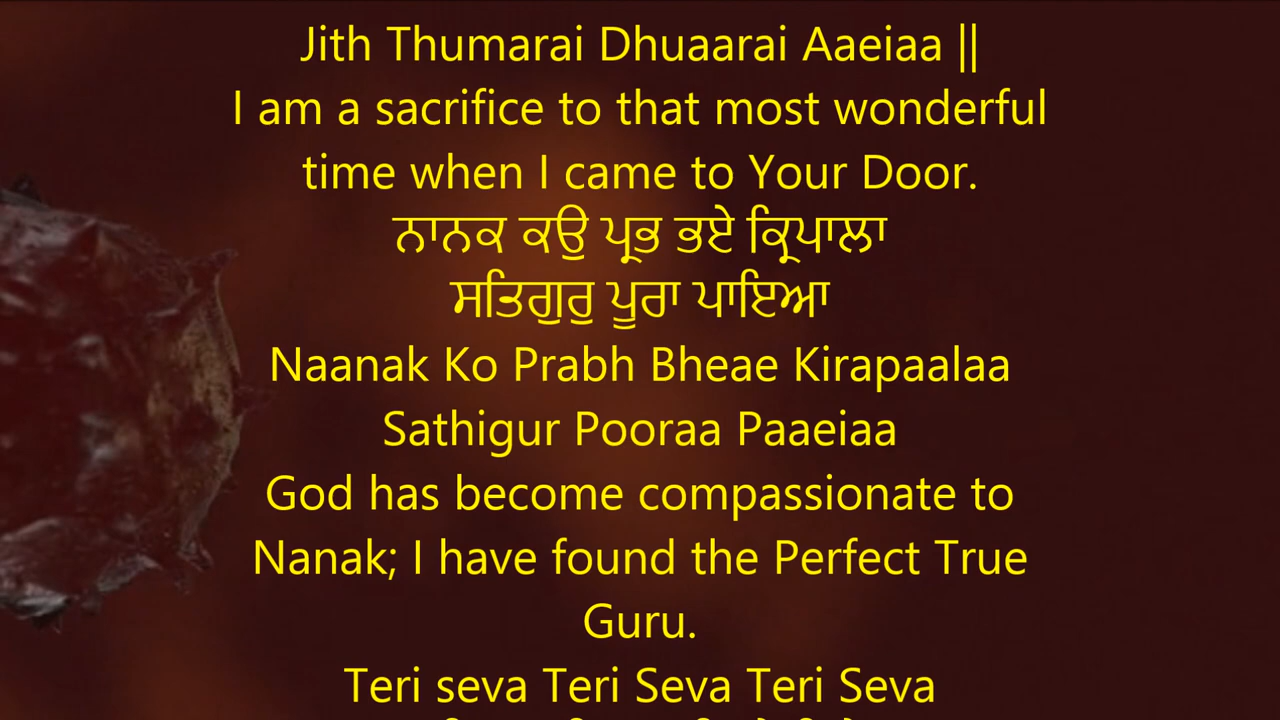 Jith Thumarai Dhuaarai Aaeiaa ||
I am a sacrifice to that most wonderful
time when I came to Your Door.
ਨਾਨਕ ਕਉ ਪ੍ਰਭ ਭਏ ਕ੍ਰਿਪਾਲਾ
ਸਤਿਗੁਰੁ ਪੂਰਾ ਪਾਇਆ
Naanak Ko Prabh Bheae Kirapaalaa
Sathigur Pooraa Paaeiaa
God has become compassionate to
Nanak; I have found the Perfect True
Guru.
Teri seva Teri Seva Teri Seva